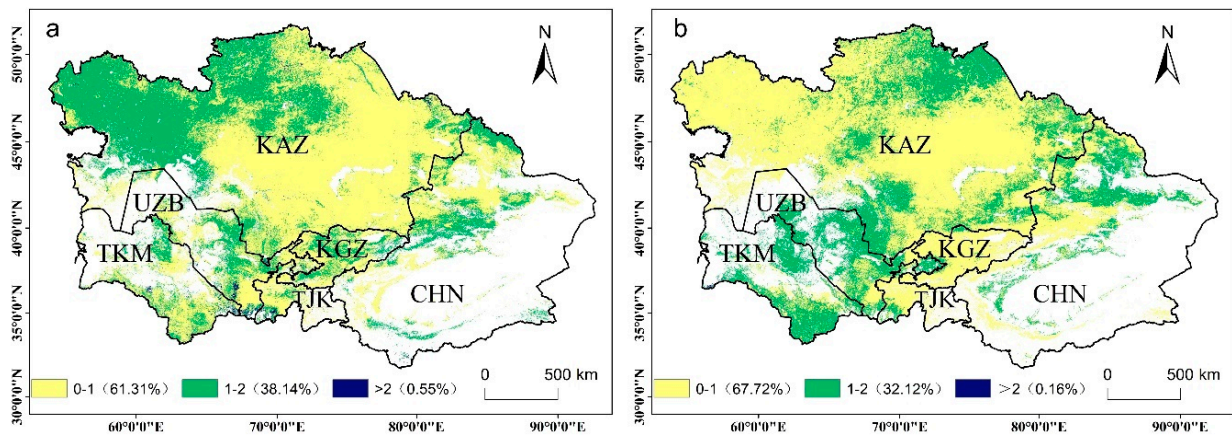 a
N
50°0'0"N
45°0'0"N
40°0'0"N
35°0'0"N
30°0'0"N
KAZ
UZB
TKM
KGZ
TJK
CHN
0-1（61.31%）
1-2（38.14%）
>2（0.55%）
0 500 km
60°0'0"E 70°0'0"E 80°0'0"E 90°0'0"E
b
N
50°0'0"N
45°0'0"N
40°0'0"N
35°0'0"N
30°0'0"N
KAZ
UZB
TKM
KGZ
TJK
CHN
0-1（67.72%）
1-2（32.12%）
>2（0.16%）
0 500 km
60°0'0"E 70°0'0"E 80°0'0"E 90°0'0"E